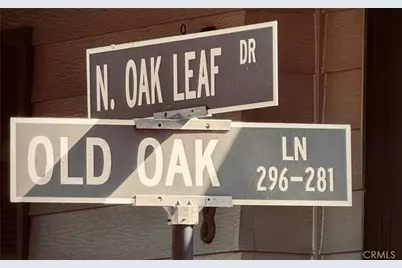 N. OAK LEAF DR
OLD OAK LN
296-281
CRMLS